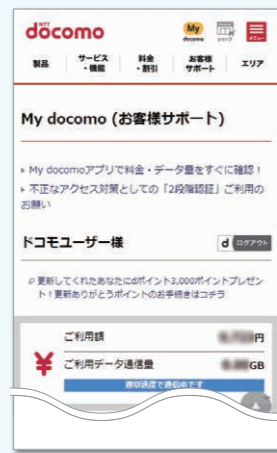 NTT
döcomo
My
docomo
メニュー
製品
サービス
・機能
料金
・割引
お客様
サポート
エリア
My docomo (お客様サポート)
My docomoアプリで料金・データ量をすぐに確認！
不正なアクセス対策としての「2段階認証」ご利用の
お願い
ドコモユーザー様
d ログアウト
更新してくれたあなたにdポイント3,000ポイントプレゼン
ト！更新ありがとうポイントのお手続きはコチラ
ご利用額
円
¥
ご利用データ通信量
GB
通常速度で通信中です